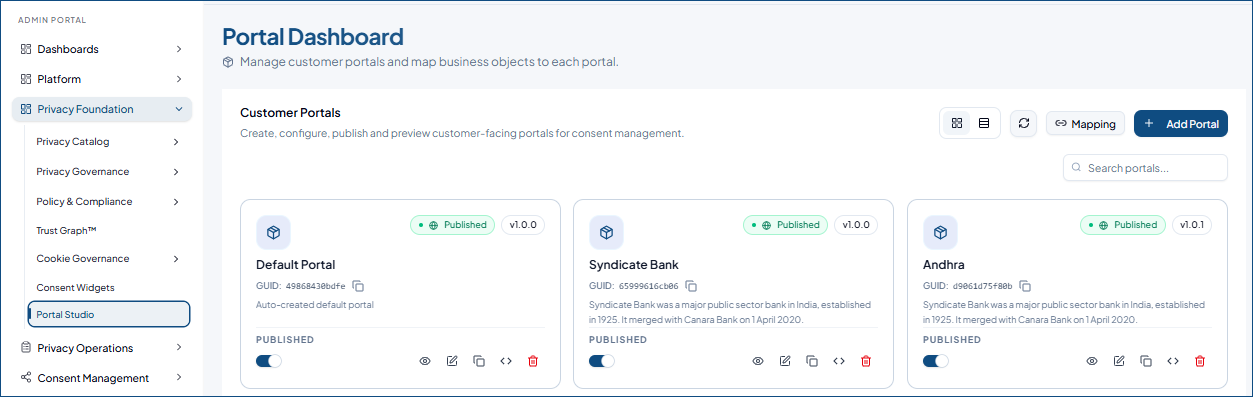 ADMIN PORTAL
Dashboards
Platform
Privacy Foundation
Privacy Catalog
Privacy Governance
Policy & Compliance
Trust Graph™
Cookie Governance
Consent Widgets
Portal Studio
Privacy Operations
Consent Management
Portal Dashboard
Manage customer portals and map business objects to each portal.
Customer Portals
Create, configure, publish and preview customer-facing portals for consent management.
Mapping
+ Add Portal
Search portals...
Published v1.0.0
Default Portal
GUID: 49868430bdfe
Auto-created default portal
PUBLISHED
Published v1.0.0
Syndicate Bank
GUID: 65999616cb06
Syndicate Bank was a major public sector bank in India, established
in 1925. It merged with Canara Bank on 1 April 2020.
PUBLISHED
Published v1.0.1
Andhra
GUID: d9061d75f80b
Syndicate Bank was a major public sector bank in India, established
in 1925. It merged with Canara Bank on 1 April 2020.
PUBLISHED